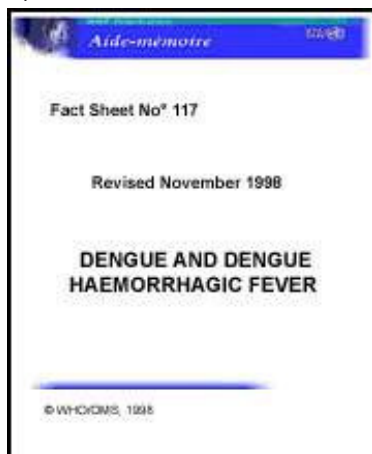 Aide-mémoire
Fact Sheet No° 117
Revised November 1998
DENGUE AND DENGUE
HAEMORRHAGIC FEVER
© WHO/OMS, 1998